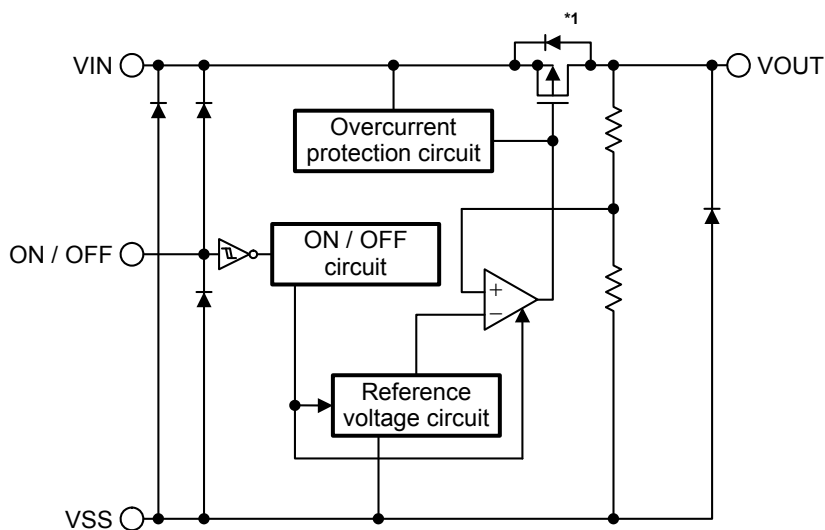 *1
VIN
VOUT
Overcurrent
protection circuit
ON / OFF
ON / OFF
circuit
+
−
Reference
voltage circuit
VSS